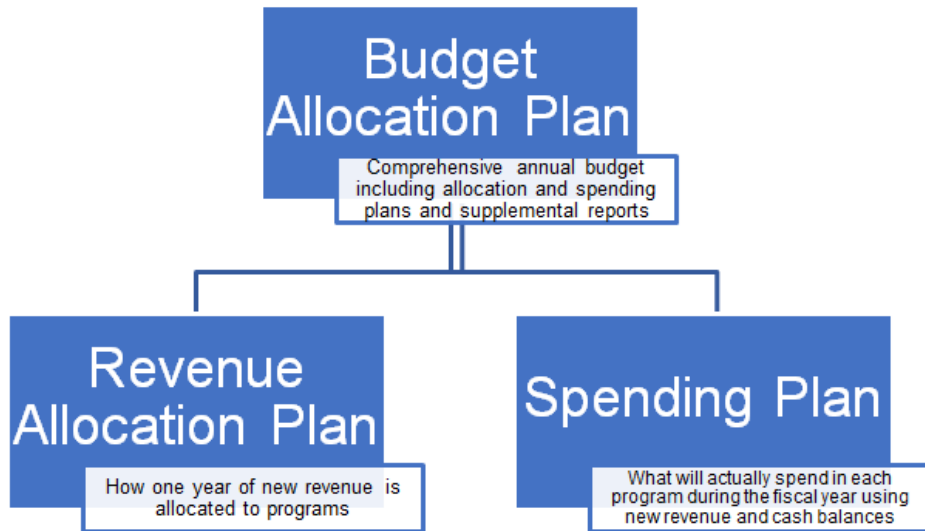 Budget
Allocation Plan
Comprehensive annual budget
including allocation and spending
plans and supplemental reports
Revenue
Allocation Plan
How one year of new revenue is
allocated to programs
Spending Plan
What will actually spend in each
program during the fiscal year using
new revenue and cash balances